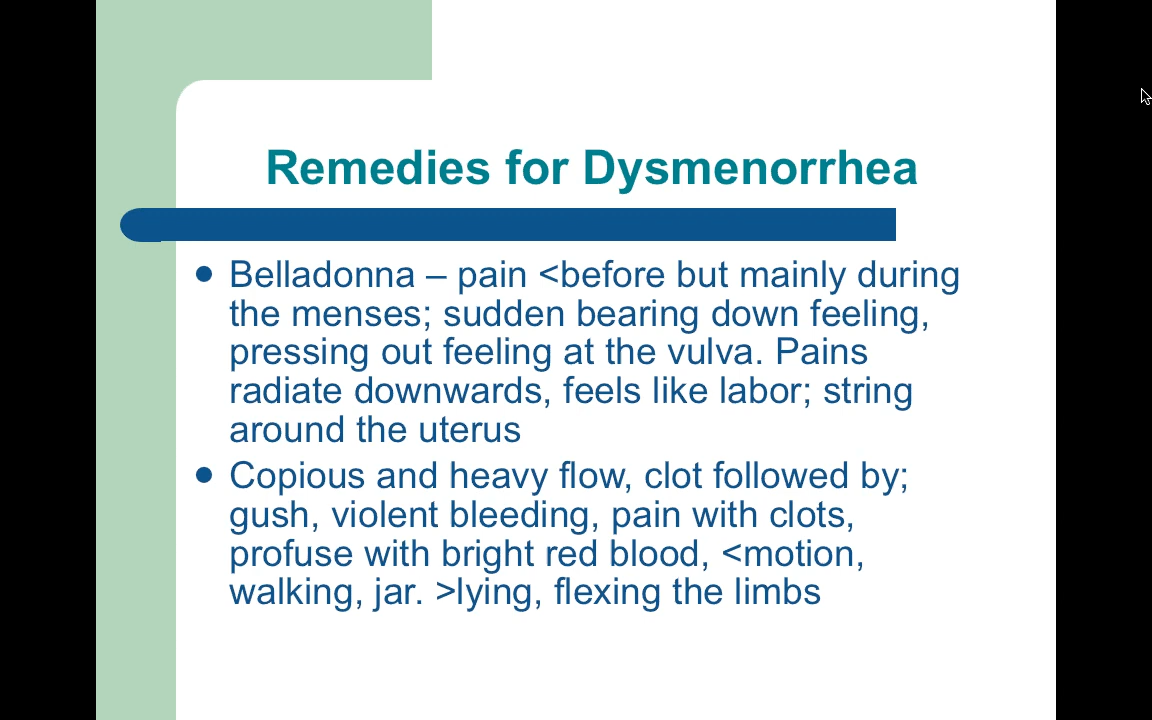 Remedies for Dysmenorrhea
Belladonna – pain <before but mainly during
the menses; sudden bearing down feeling,
pressing out feeling at the vulva. Pains
radiate downwards, feels like labor; string
around the uterus
Copious and heavy flow, clot followed by;
gush, violent bleeding, pain with clots,
profuse with bright red blood, <motion,
walking, jar. >lying, flexing the limbs